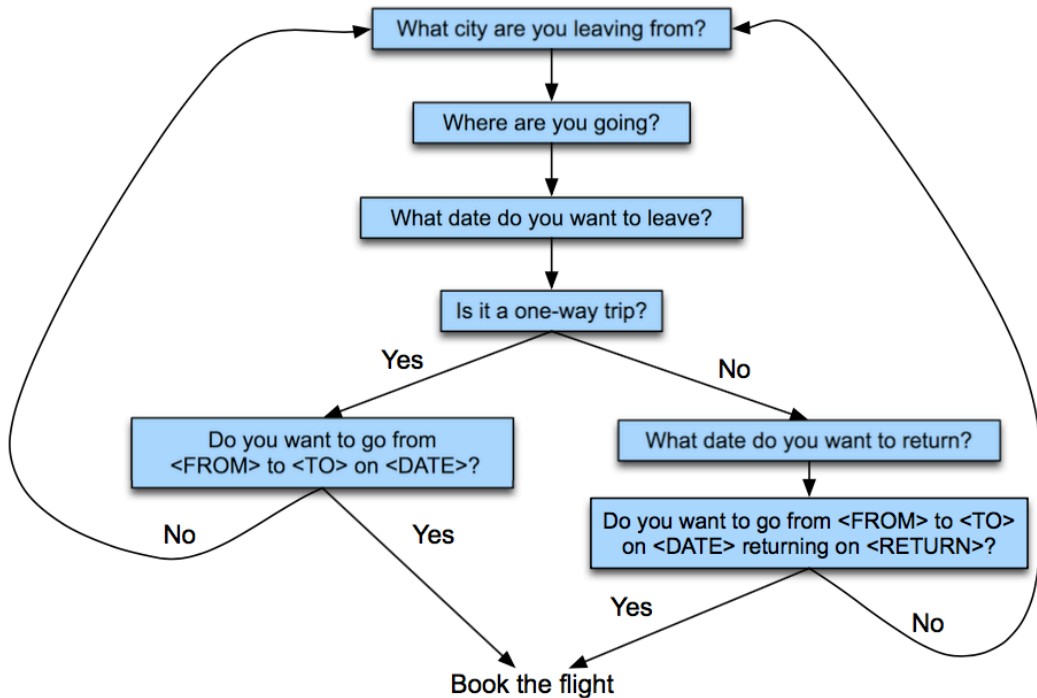 What city are you leaving from?
Where are you going?
What date do you want to leave?
Is it a one-way trip?
Yes
No
Do you want to go from
<FROM> to <TO> on <DATE>?
What date do you want to return?
No
Yes
Do you want to go from <FROM> to <TO>
on <DATE> returning on <RETURN>?
Yes
No
Book the flight